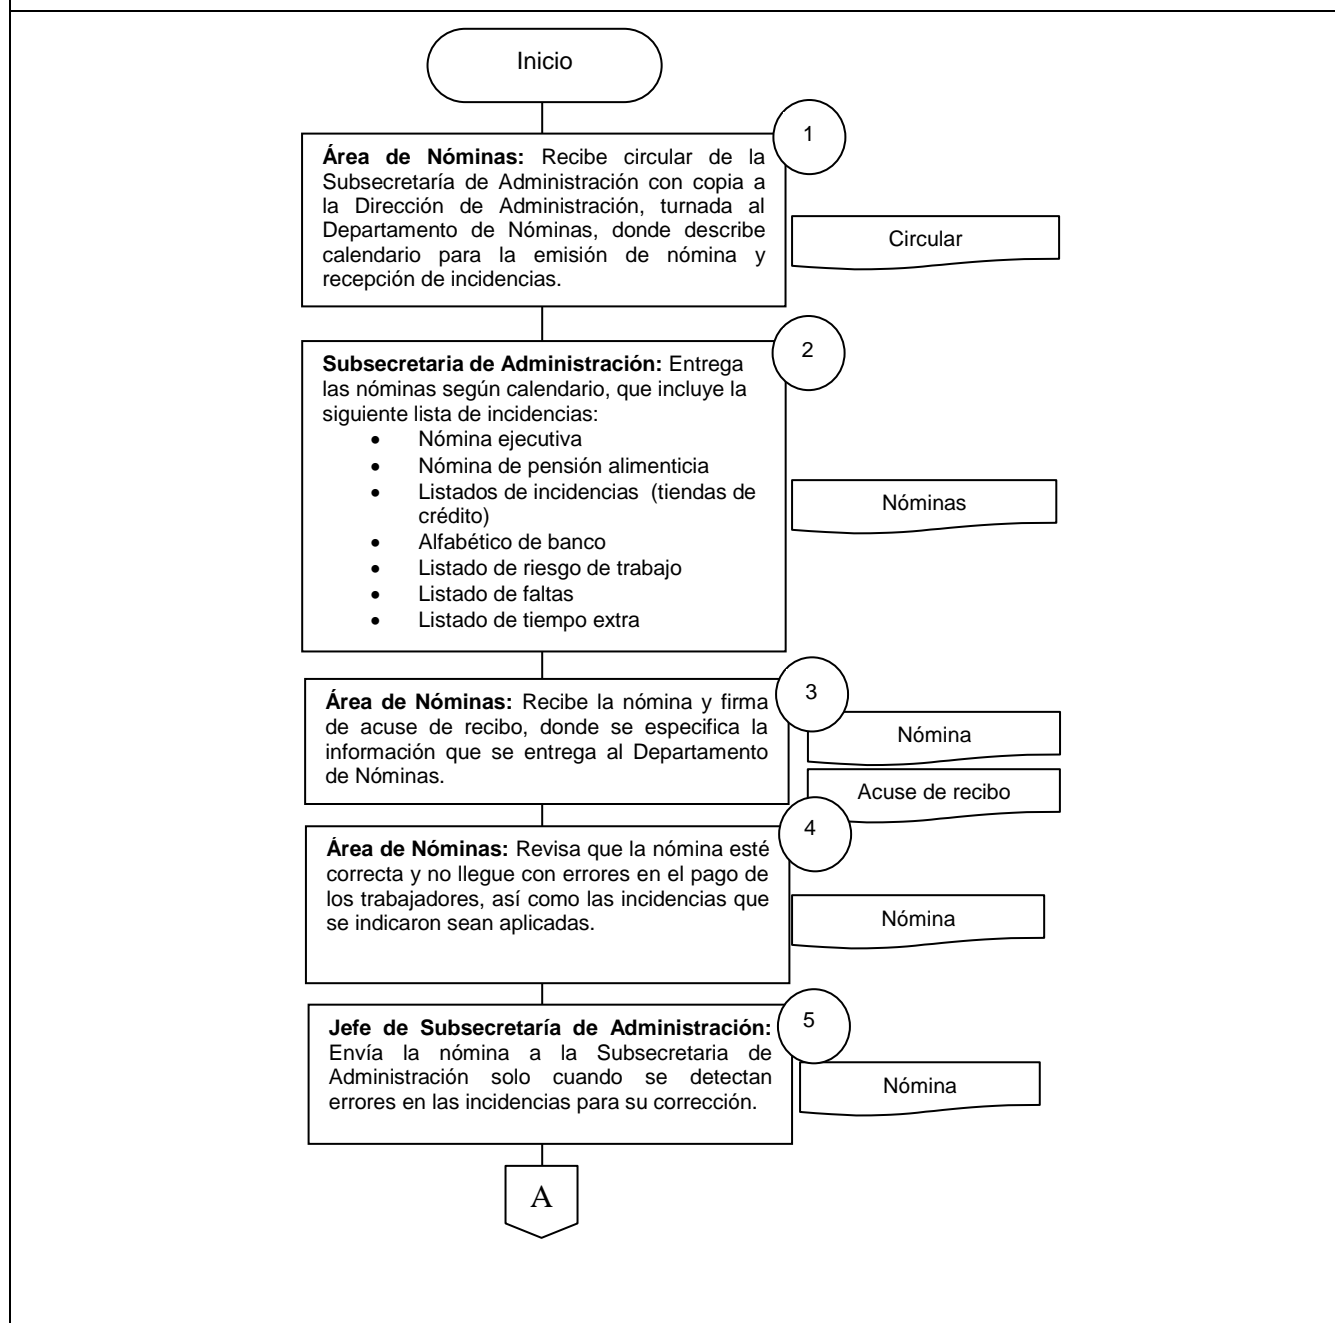 Inicio
1
Área de Nóminas: Recibe circular de la
Subsecretaría de Administración con copia a
la Dirección de Administración, turnada al
Departamento de Nóminas, donde describe
calendario para la emisión de nómina y
recepción de incidencias.
Circular
2
Subsecretaria de Administración: Entrega
las nóminas según calendario, que incluye la
siguiente lista de incidencias:
• Nómina ejecutiva
• Nómina de pensión alimenticia
• Listados de incidencias (tiendas de
crédito)
• Alfabético de banco
• Listado de riesgo de trabajo
• Listado de faltas
• Listado de tiempo extra
Nóminas
3
Área de Nóminas: Recibe la nómina y firma
de acuse de recibo, donde se especifica la
información que se entrega al Departamento
de Nóminas.
Nómina
Acuse de recibo
4
Área de Nóminas: Revisa que la nómina esté
correcta y no llegue con errores en el pago de
los trabajadores, así como las incidencias que
se indicaron sean aplicadas.
Nómina
5
Jefe de Subsecretaría de Administración:
Envía la nómina a la Subsecretaria de
Administración solo cuando se detectan
errores en las incidencias para su corrección.
Nómina
A